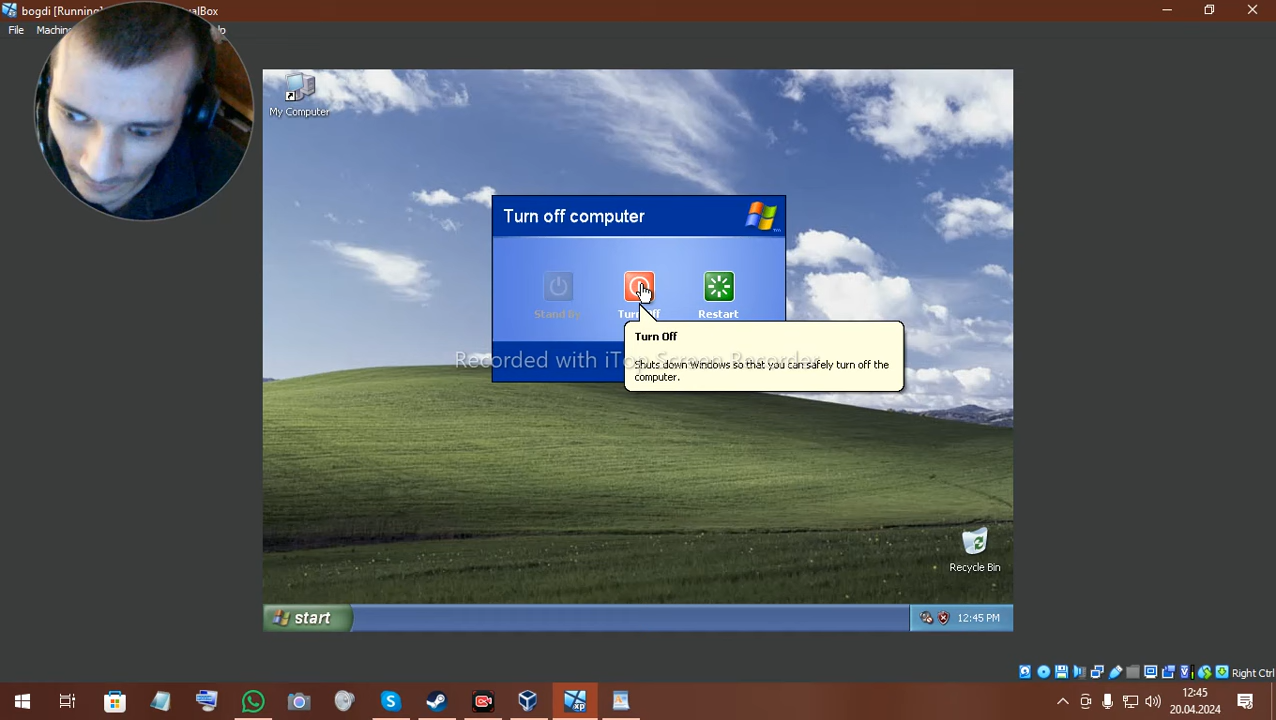 bogdi [Running]
alBox
File
Machin
lp
My Computer
Turn off computer
Stand By
Turn Off
Restart
Turn Off
Recorded with iTop Screen Recorder
Shuts down Windows so that you can safely turn off the
computer.
Recycle Bin
start
12:45 PM
Right Ctrl
12:45
20.04.2024